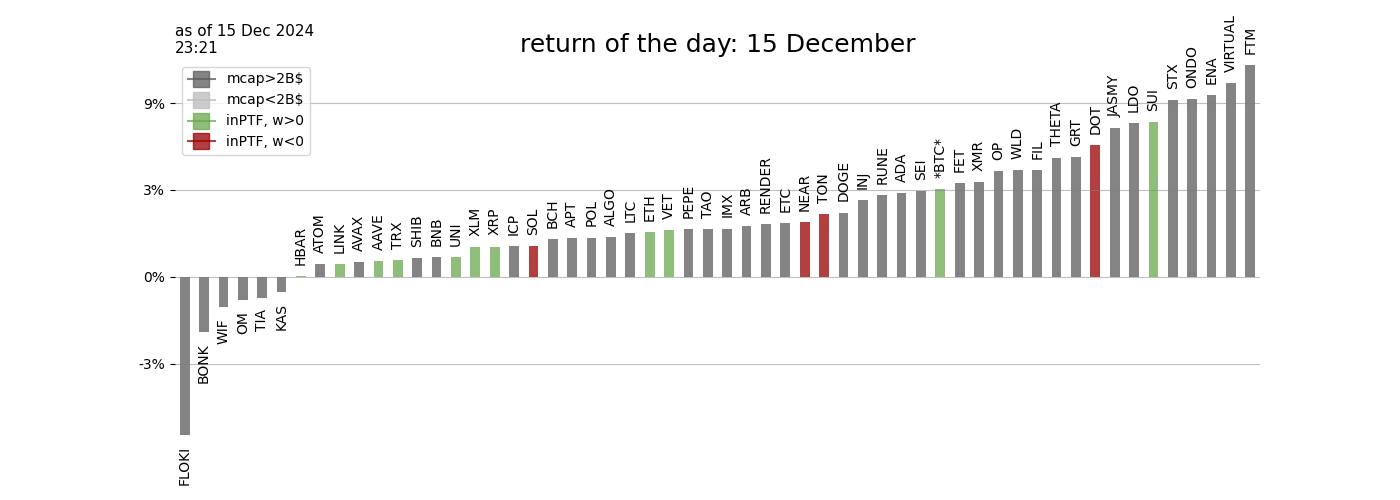 as of 15 Dec 2024
23:21
return of the day: 15 December
mcap>2B$
mcap<2B$
inPTF, w>0
inPTF, w<0
9%
3%
0%
-3%
FLOKI
BONK
WIF
OM
TIA
KAS
HBAR
ATOM
LINK
AVAX
AAVE
TRX
SHIB
BNB
UNI
XLM
XRP
ICP
SOL
BCH
APT
POL
ALGO
LTC
ETH
VET
PEPE
TAO
IMX
ARB
RENDER
ETC
NEAR
TON
DOGE
INJ
RUNE
ADA
SEI
*BTC*
FET
XMR
OP
WLD
FIL
THETA
GRT
DOT
JASMY
LDO
SUI
STX
ONDO
ENA
VIRTUAL
FTM